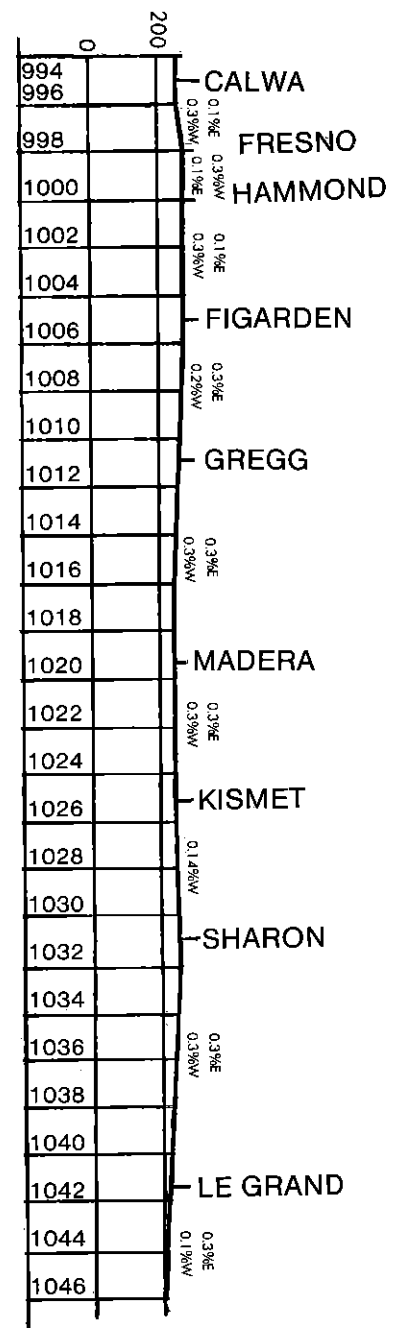 0 200
994 CALWA
996
0.1%E
0.3%W
998 FRESNO
0.3%W
0.1%E
1000 HAMMOND
1002
0.1%E
0.3%W
1004
1006 FIGARDEN
1008
0.3%E
0.2%W
1010
1012 GREGG
1014
0.3%E
0.3%W
1016
1018
1020 MADERA
1022
0.3%E
0.3%W
1024
1026 KISMET
1028
0.14%W
1030
1032 SHARON
1034
1036
0.3%E
0.3%W
1038
1040
1042 LE GRAND
1044
0.3%E
0.1%W
1046